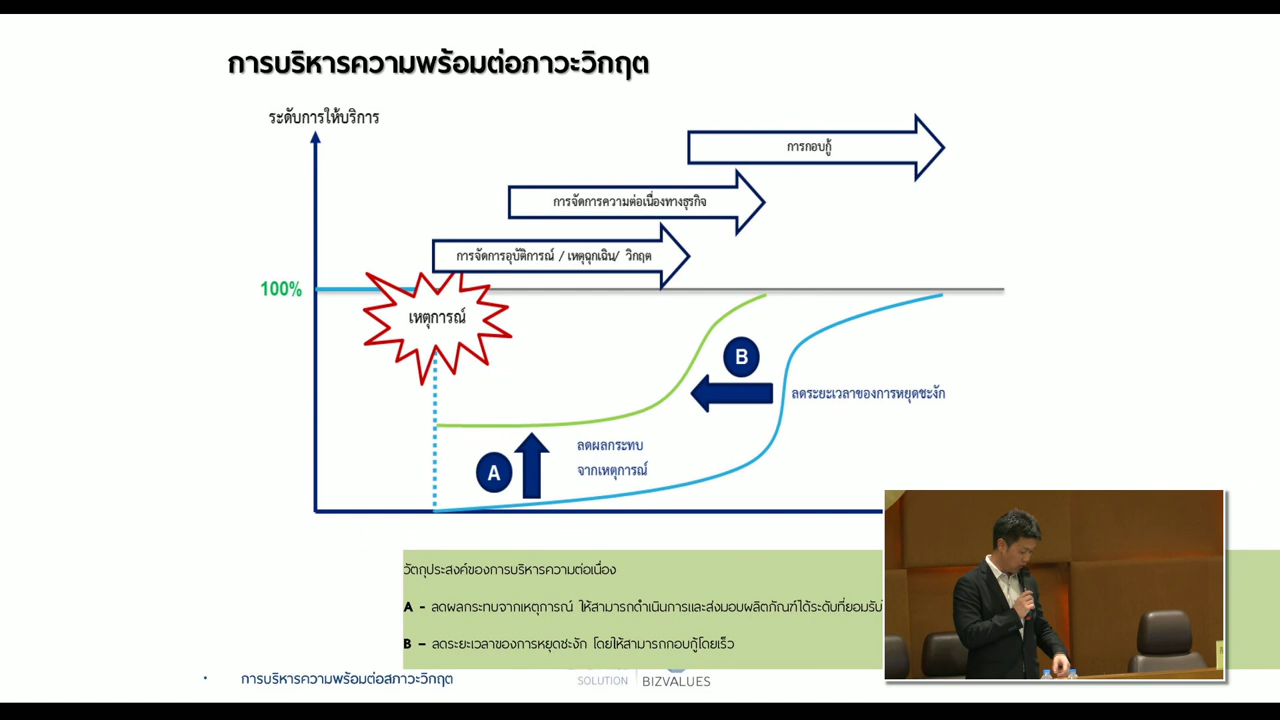 การบริหารความพร้อมต่อภาวะวิกฤต
ระดับการให้บริการ
การกอบกู้
การจัดการความต่อเนื่องทางธุรกิจ
การจัดการอุบัติการณ์ / เหตุฉุกเฉิน/ วิกฤต
100%
เหตุการณ์
B
ลดระยะเวลาของการหยุดชะงัก
A
ลดผลกระทบ
จากเหตุการณ์
วัตถุประสงค์ของการบริหารความต่อเนื่อง
A - ลดผลกระทบจากเหตุการณ์ ให้สามารถดำเนินการและส่งมอบผลิตภัณฑ์ได้ระดับที่ยอมรับ
B – ลดระยะเวลาของการหยุดชะงัก โดยให้สามารถกอบกู้โดยเร็ว
• การบริหารความพร้อมต่อสภาวะวิกฤต
SOLUTION | BIZVALUES